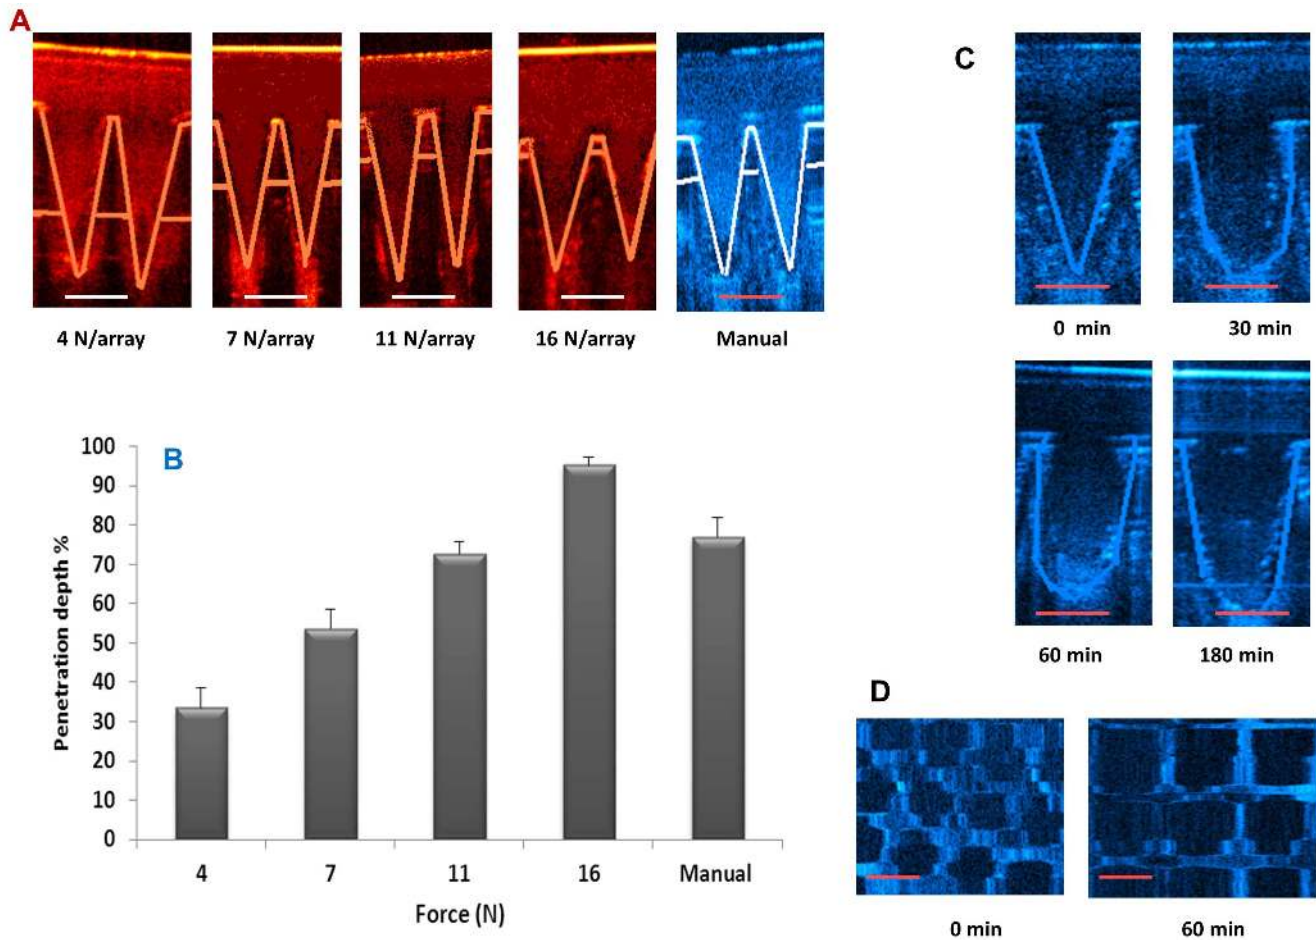 A
4 N/array
7 N/array
11 N/array
16 N/array
Manual
B
Penetration depth %
100
90
80
70
60
50
40
30
20
10
0
4
7
11
16
Manual
Force (N)
C
0 min
30 min
60 min
180 min
D
0 min
60 min